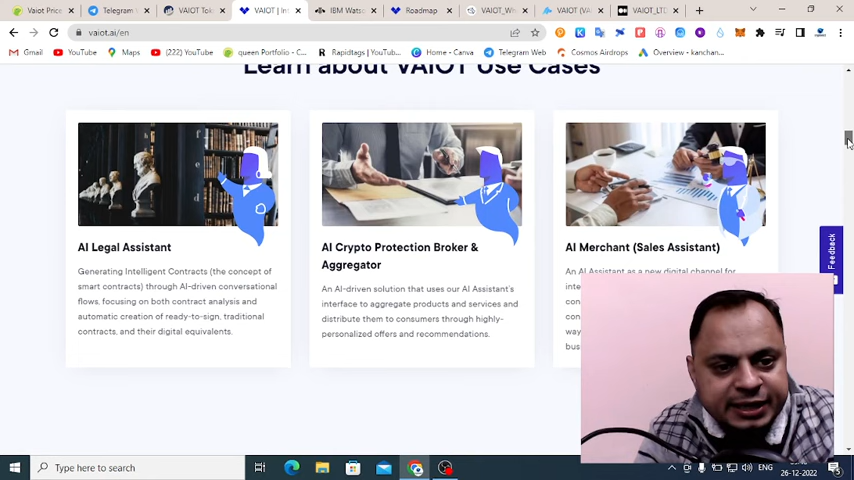 Vaiot Price
Telegram
VAIOT Tok
VAIOT | Int
IBM Watso
Roadmap
VAIOT_Wh
VAIOT (VA
VAIOT_LTD
vaiot.ai/en
Gmail
YouTube
(222) YouTube
queen Portfolio - C...
Rapidtags | YouTub...
Home - Canva
Telegram Web
Cosmos Airdrops
Overview - kanchan...
Learn about VAIOT Use Cases
AI Legal Assistant
Generating Intelligent Contracts (the concept of
smart contracts) through AI-driven conversational
flows, focusing on both contract analysis and
automatic creation of ready-to-sign, traditional
contracts, and their digital equivalents.
AI Crypto Protection Broker &
Aggregator
An AI-driven solution that uses our AI Assistant's
interface to aggregate products and services and
distribute them to consumers through highly-
personalized offers and recommendations.
AI Merchant (Sales Assistant)
An AI Assistant as a new digital channel for
Feedback
Type here to search
ENG
26-12-2022